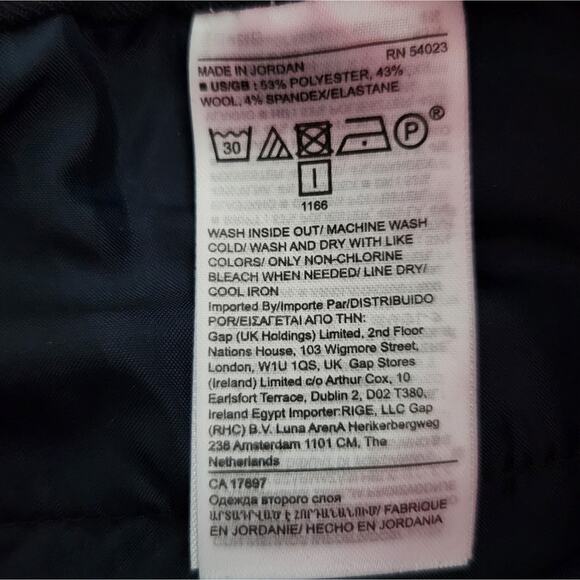 RN 54023
MADE IN JORDAN
■ US/GB : 53% POLYESTER, 43%
WOOL, 4% SPANDEX/ELASTANE
30
P ®
1166
WASH INSIDE OUT/ MACHINE WASH
COLD/ WASH AND DRY WITH LIKE
COLORS/ ONLY NON-CHLORINE
BLEACH WHEN NEEDED/ LINE DRY/
COOL IRON
Imported By/Importe Par/DISTRIBUIDO
POR/ΕΙΣΑΓΕΤΑΙ ΑΠΟ ΤΗΝ:
Gap (UK Holdings) Limited, 2nd Floor
Nations House, 103 Wigmore Street,
London, W1U 1QS, UK Gap Stores
(Ireland) Limited c/o Arthur Cox, 10
Earlsfort Terrace, Dublin 2, D02 T380,
Ireland Egypt Importer:RIGE, LLC Gap
(RHC) B.V. Luna ArenA Herikerbergweg
238 Amsterdam 1101 CM, The
Netherlands
CA 17897
Одежда второго слоя
ԱՐՏԱԴՐՎԱԾ Է ՀՈՐԴԱՆԱՆՈՒՄ/ FABRIQUE
EN JORDANIE/ HECHO EN JORDANIA